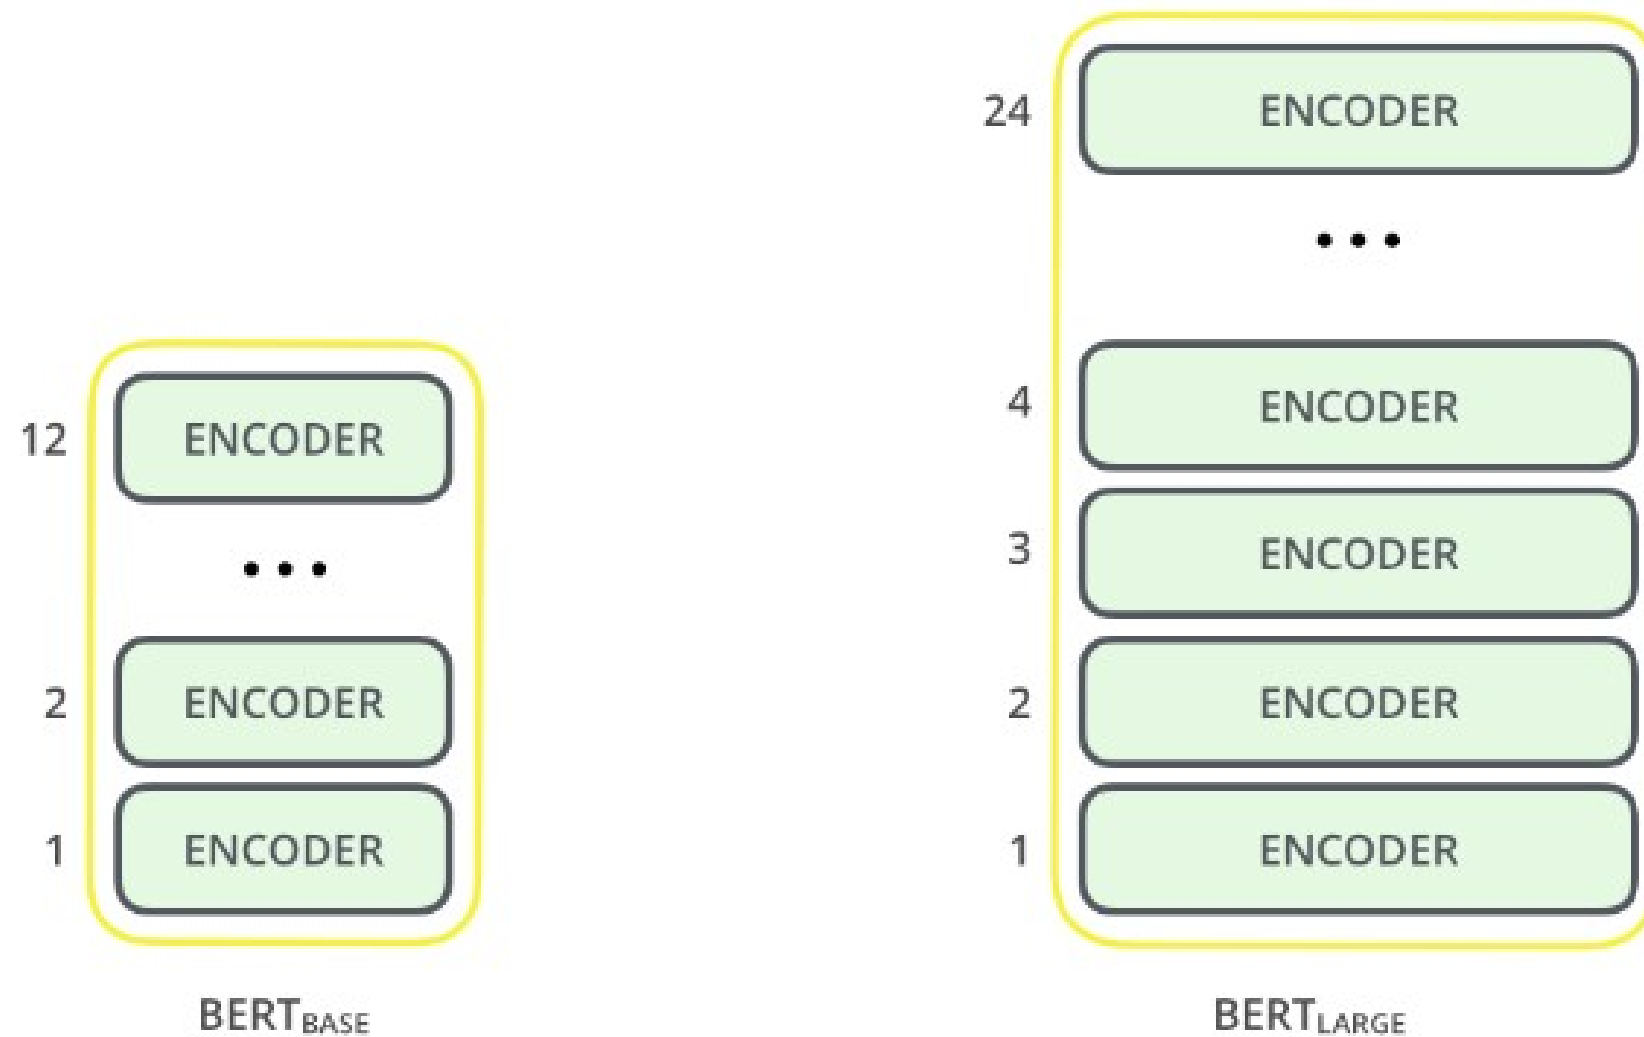 24 ENCODER
...
4 ENCODER
12 ENCODER
3 ENCODER
...
2 ENCODER
2 ENCODER
1 ENCODER
1 ENCODER
BERTBASE
BERTLARGE